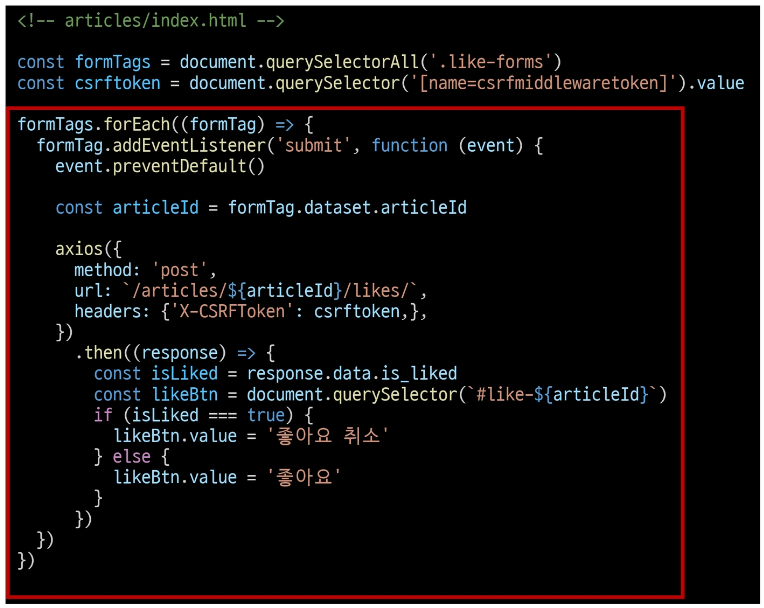 <!-- articles/index.html -->
const formTags = document.querySelectorAll('.like-forms')
const csrftoken = document.querySelector('[name=csrfmiddlewaretoken]').value
formTags.forEach((formTag) => {
formTag.addEventListener('submit', function (event) {
event.preventDefault()
const articleId = formTag.dataset.articleId
axios({
method: 'post',
url: `/articles/${articleId}/likes/`,
headers: {'X-CSRFToken': csrftoken,},
})
.then((response) => {
const isLiked = response.data.is_liked
const likeBtn = document.querySelector(`#like-${articleId}`)
if (isLiked === true) {
likeBtn.value = '좋아요 취소'
} else {
likeBtn.value = '좋아요'
}
})
})
})